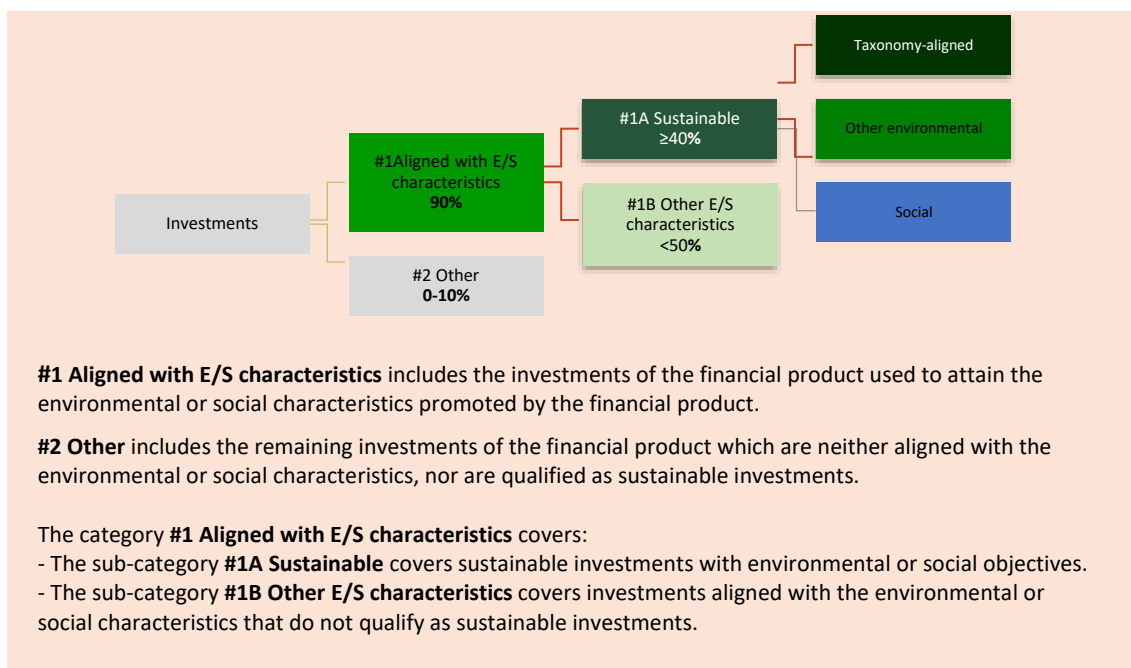 Taxonomy-aligned
#1A Sustainable
≥40%
Other environmental
#1Aligned with E/S
characteristics
90%
#1B Other E/S
characteristics
<50%
Social
Investments
#2 Other
0-10%
#1 Aligned with E/S characteristics includes the investments of the financial product used to attain the
environmental or social characteristics promoted by the financial product.
#2 Other includes the remaining investments of the financial product which are neither aligned with the
environmental or social characteristics, nor are qualified as sustainable investments.
The category #1 Aligned with E/S characteristics covers:
- The sub-category #1A Sustainable covers sustainable investments with environmental or social objectives.
- The sub-category #1B Other E/S characteristics covers investments aligned with the environmental or
social characteristics that do not qualify as sustainable investments.